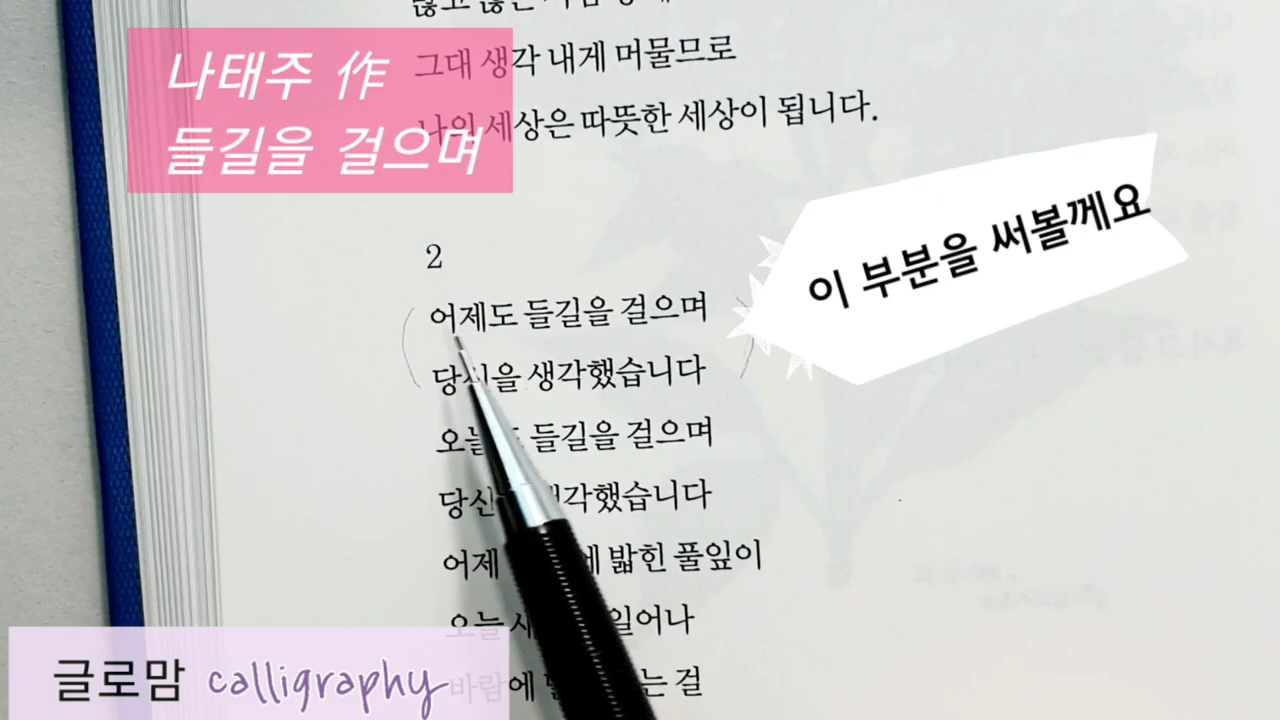 나태주 作
들길을 걸으며
그대 생각 내게 머물므로
세상은 따뜻한 세상이 됩니다.
2
어제도 들길을 걸으며
생각했습니다
이 부분을 써볼께요
들길을 걸으며
생각했습니다
어제 밟힌 풀잎이
오늘 일어나
바람에 걸
글로맘 calligraphy